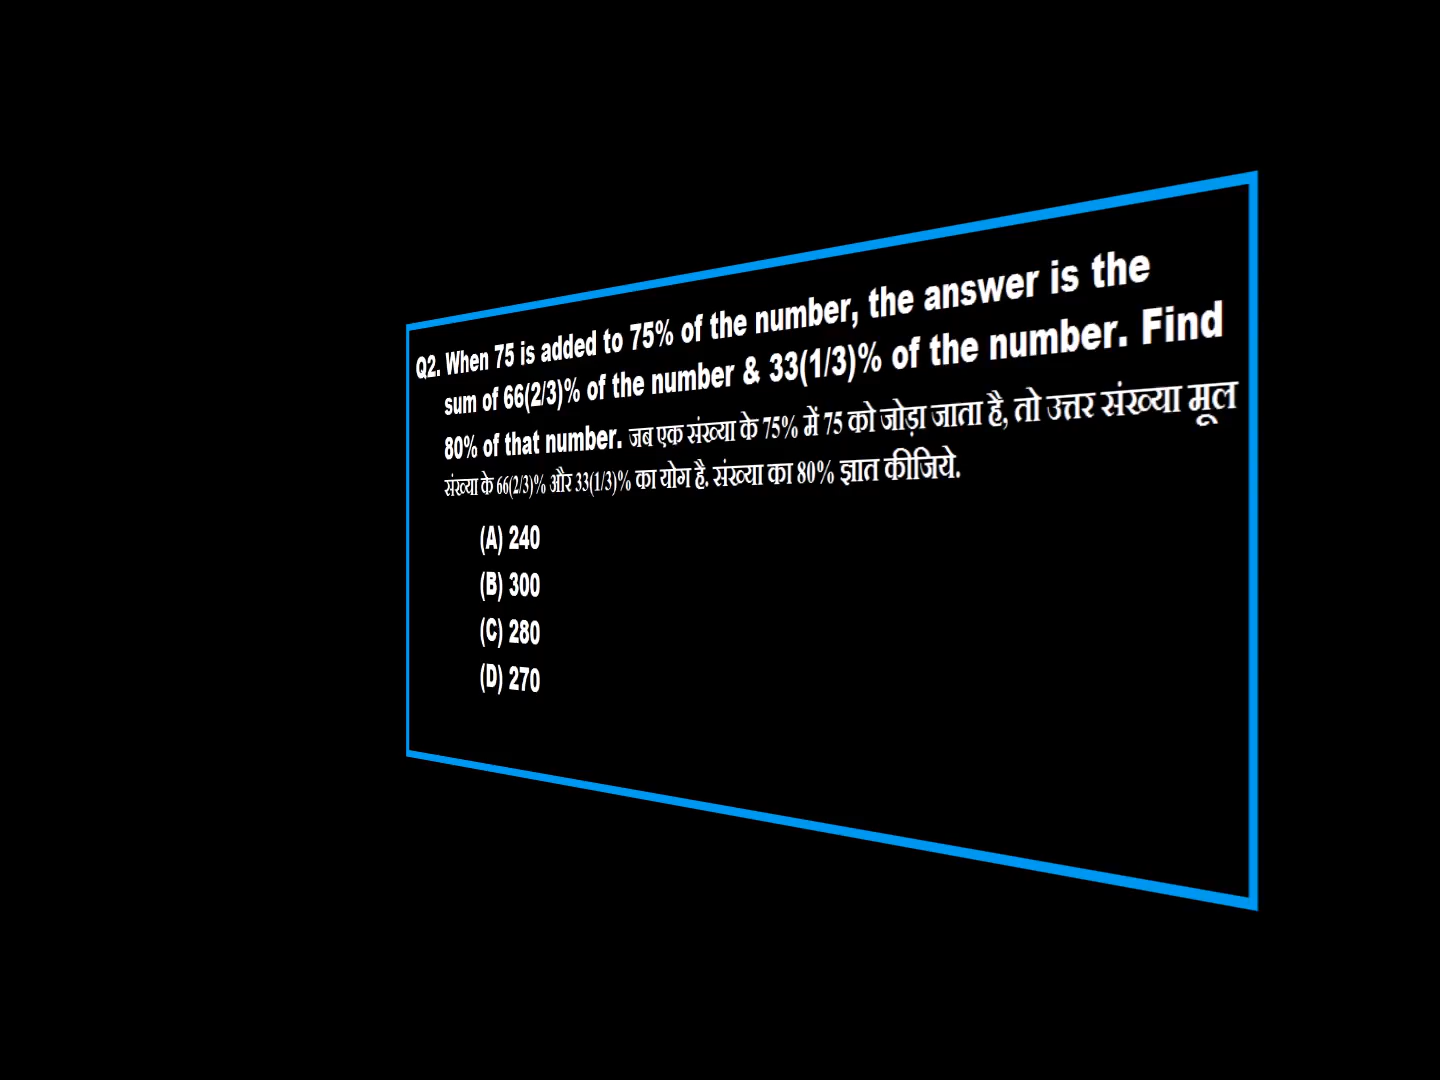 Q2. When 75 is added to 75% of the number, the answer is the
sum of 66(2/3)% of the number & 33(1/3)% of the number. Find
80% of that number. जब एक संख्या के 75% में 75 को जोड़ा जाता है, तो उत्तर संख्या मूल
संख्या के 66(2/3)% और 33(1/3)% का योग है. संख्या का 80% ज्ञात कीजिये.
(A) 240
(B) 300
(C) 280
(D) 270